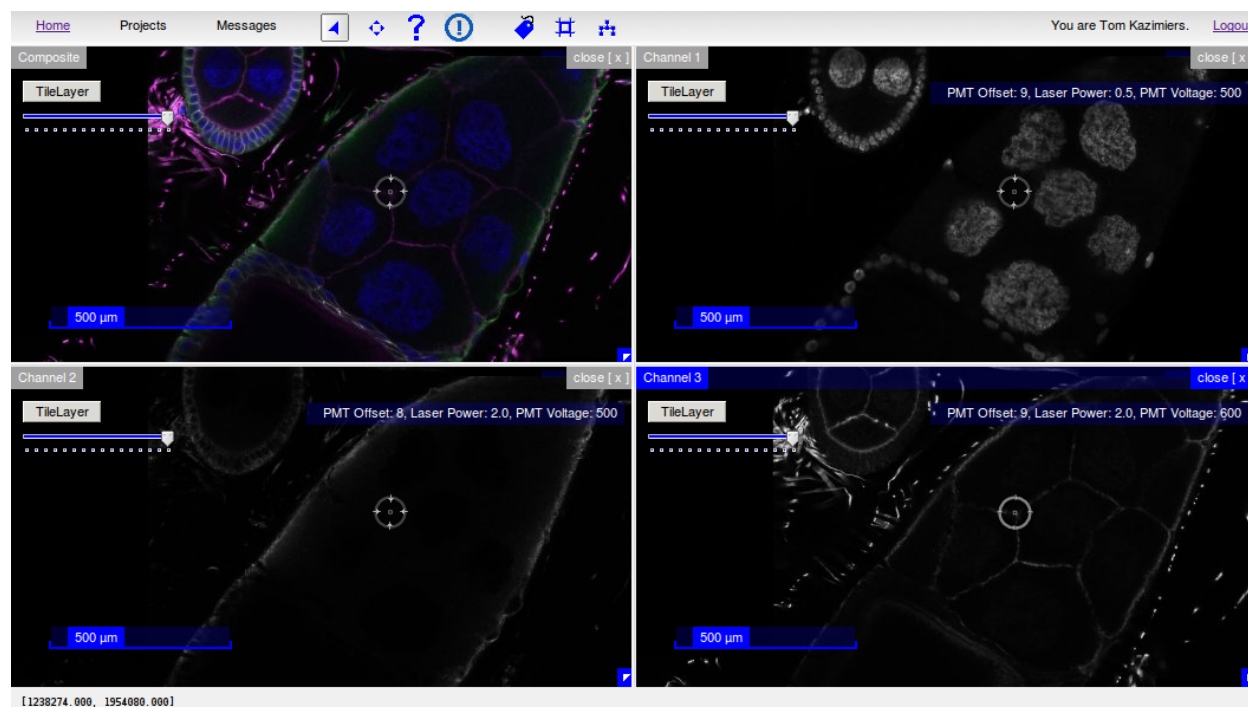 Home Projects Messages ? ! You are Tom Kazimiers. Logou
Composite close [ x ]
TileLayer
500 µm
Channel 1 close [ x
TileLayer
PMT Offset: 9, Laser Power: 0.5, PMT Voltage: 500
500 µm
Channel 2 close [ x ]
TileLayer
PMT Offset: 8, Laser Power: 2.0, PMT Voltage: 500
500 µm
Channel 3 close [ x
TileLayer
PMT Offset: 9, Laser Power: 2.0, PMT Voltage: 600
500 µm
[1238274.000, 1954080.000]